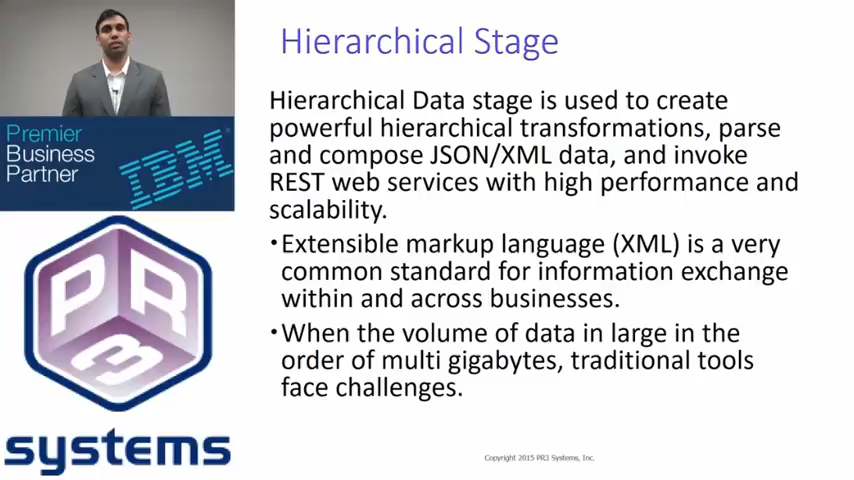 Hierarchical Stage
Premier
Business
Partner
IBM®
PR3
systems
Hierarchical Data stage is used to create
powerful hierarchical transformations, parse
and compose JSON/XML data, and invoke
REST web services with high performance and
scalability.
•Extensible markup language (XML) is a very
common standard for information exchange
within and across businesses.
•When the volume of data in large in the
order of multi gigabytes, traditional tools
face challenges.
Copyright 2015 PR3 Systems, Inc.